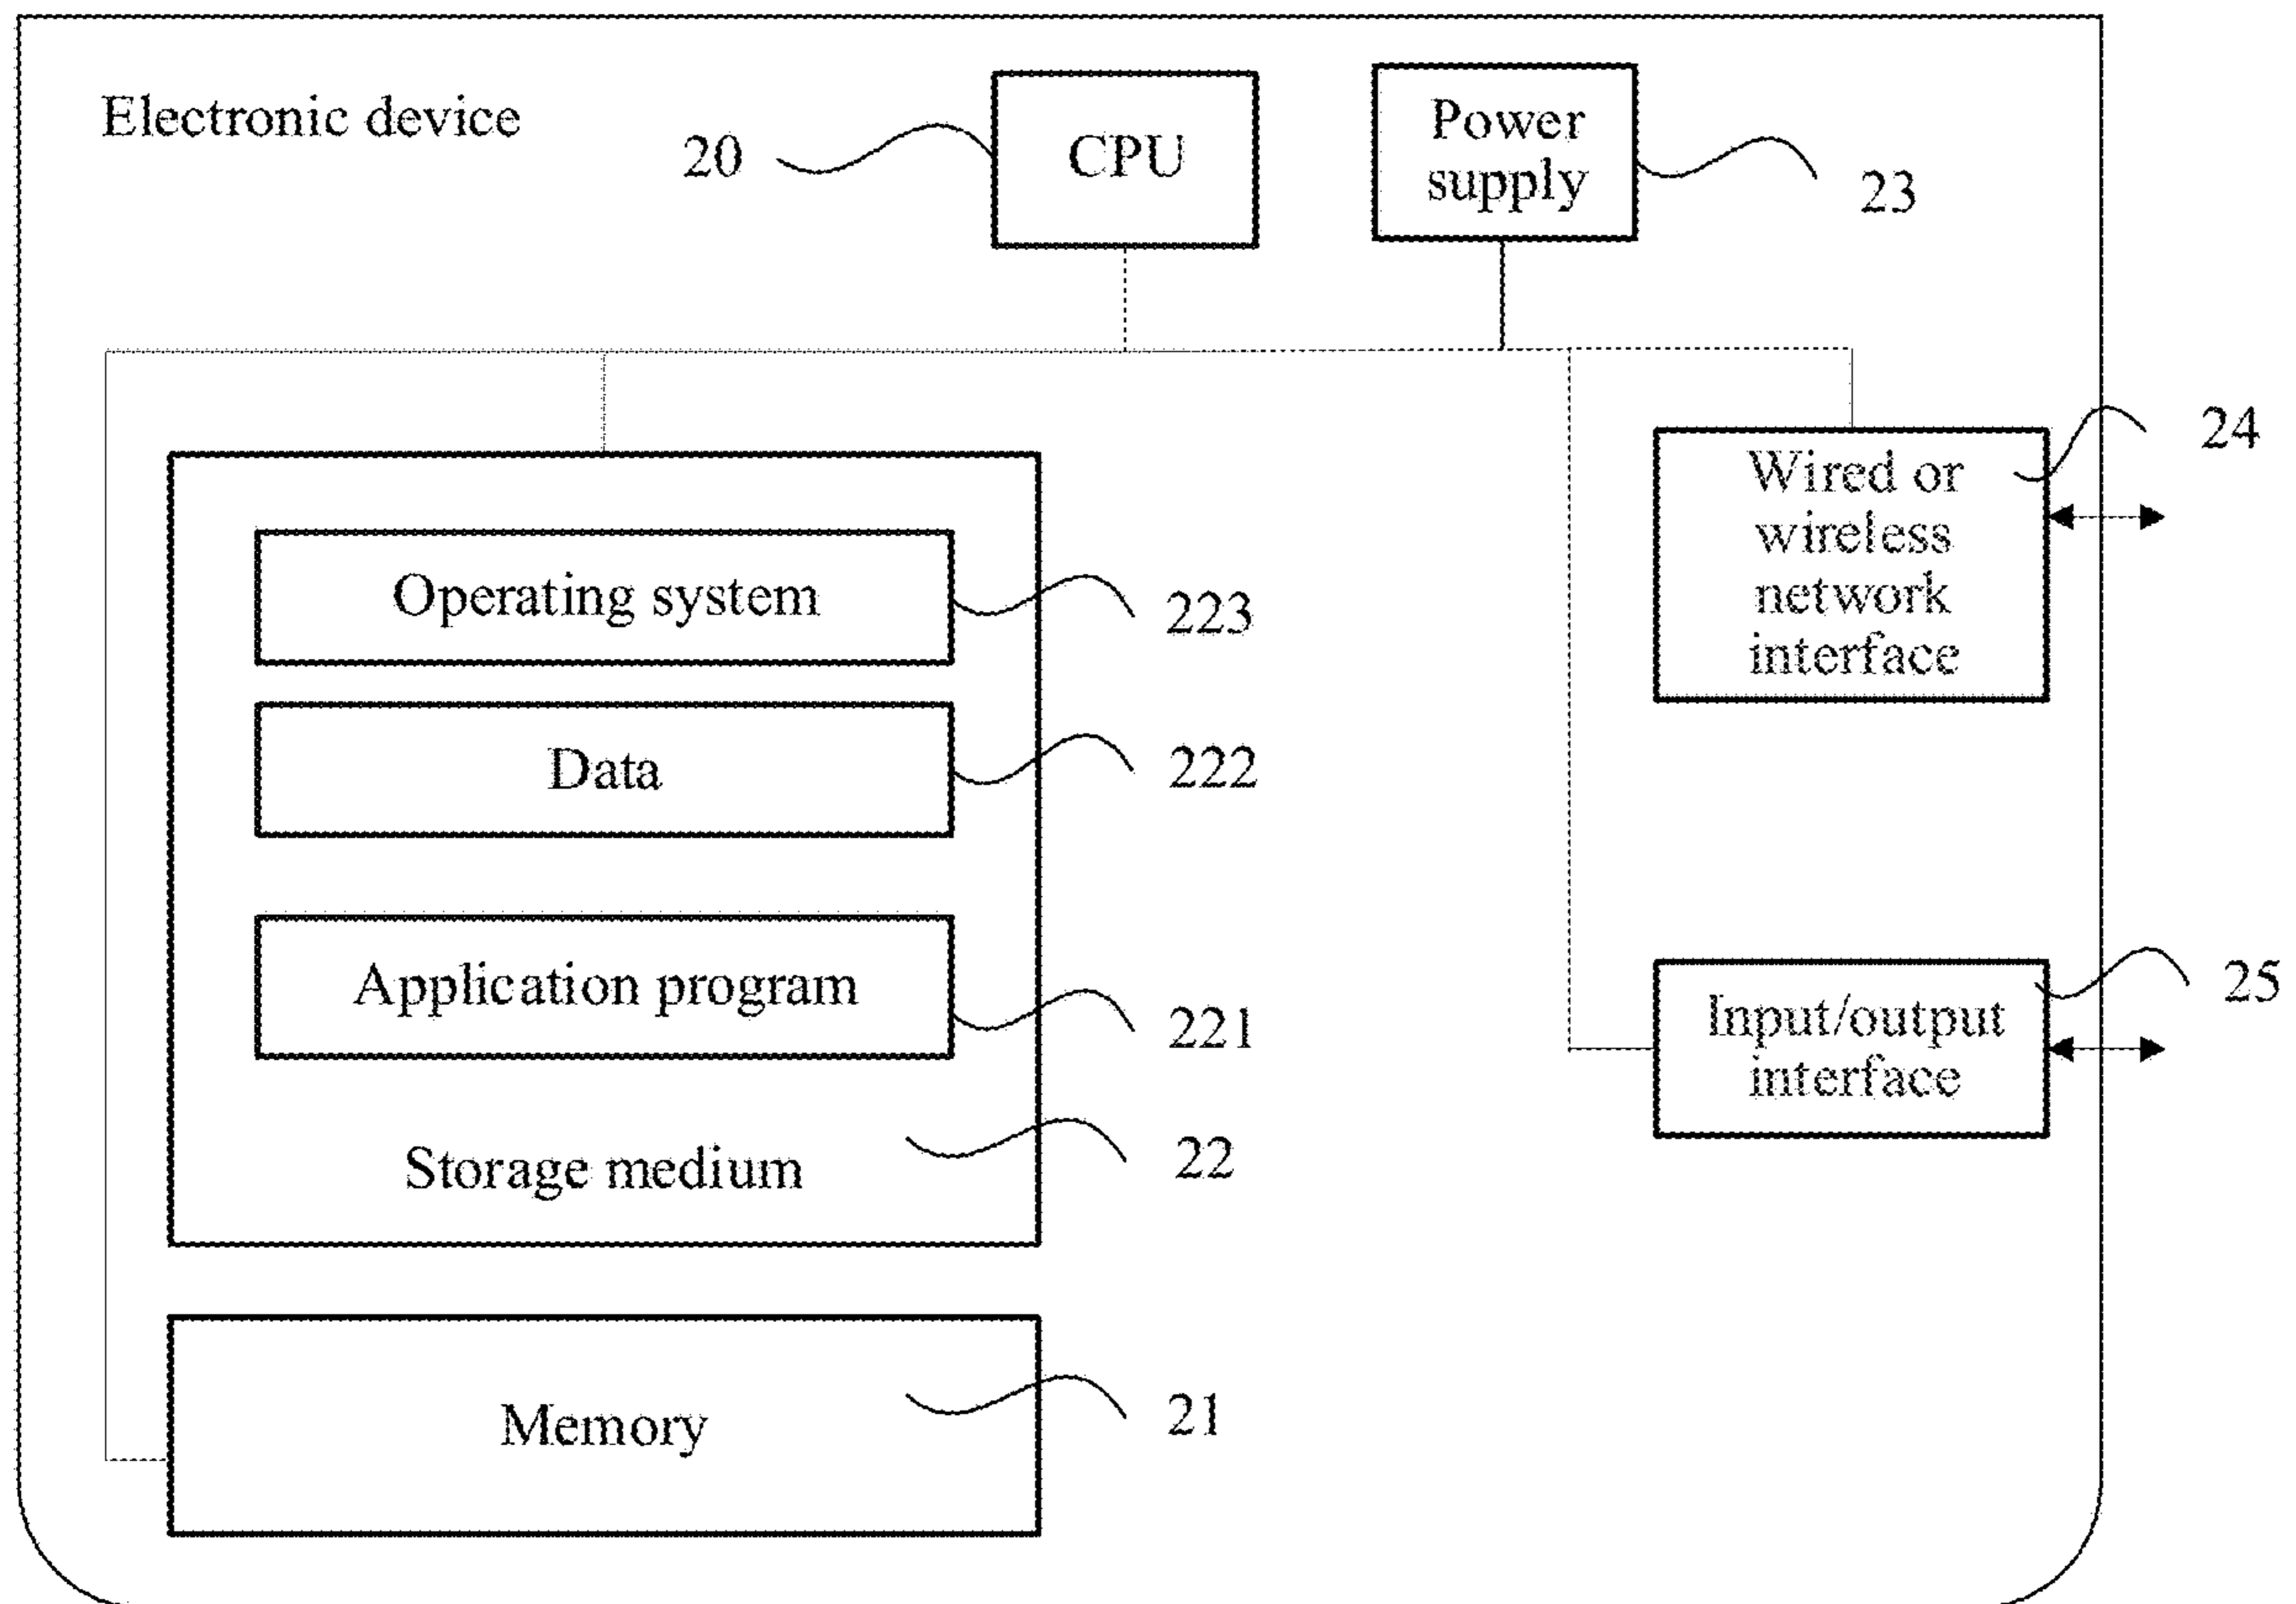 Electronic device
20
CPU
Power
supply
23
24
Wired or
wireless
network
interface
Operating system
223
Data
222
Application program
221
25
Input/output
interface
Storage medium
22
Memory
21